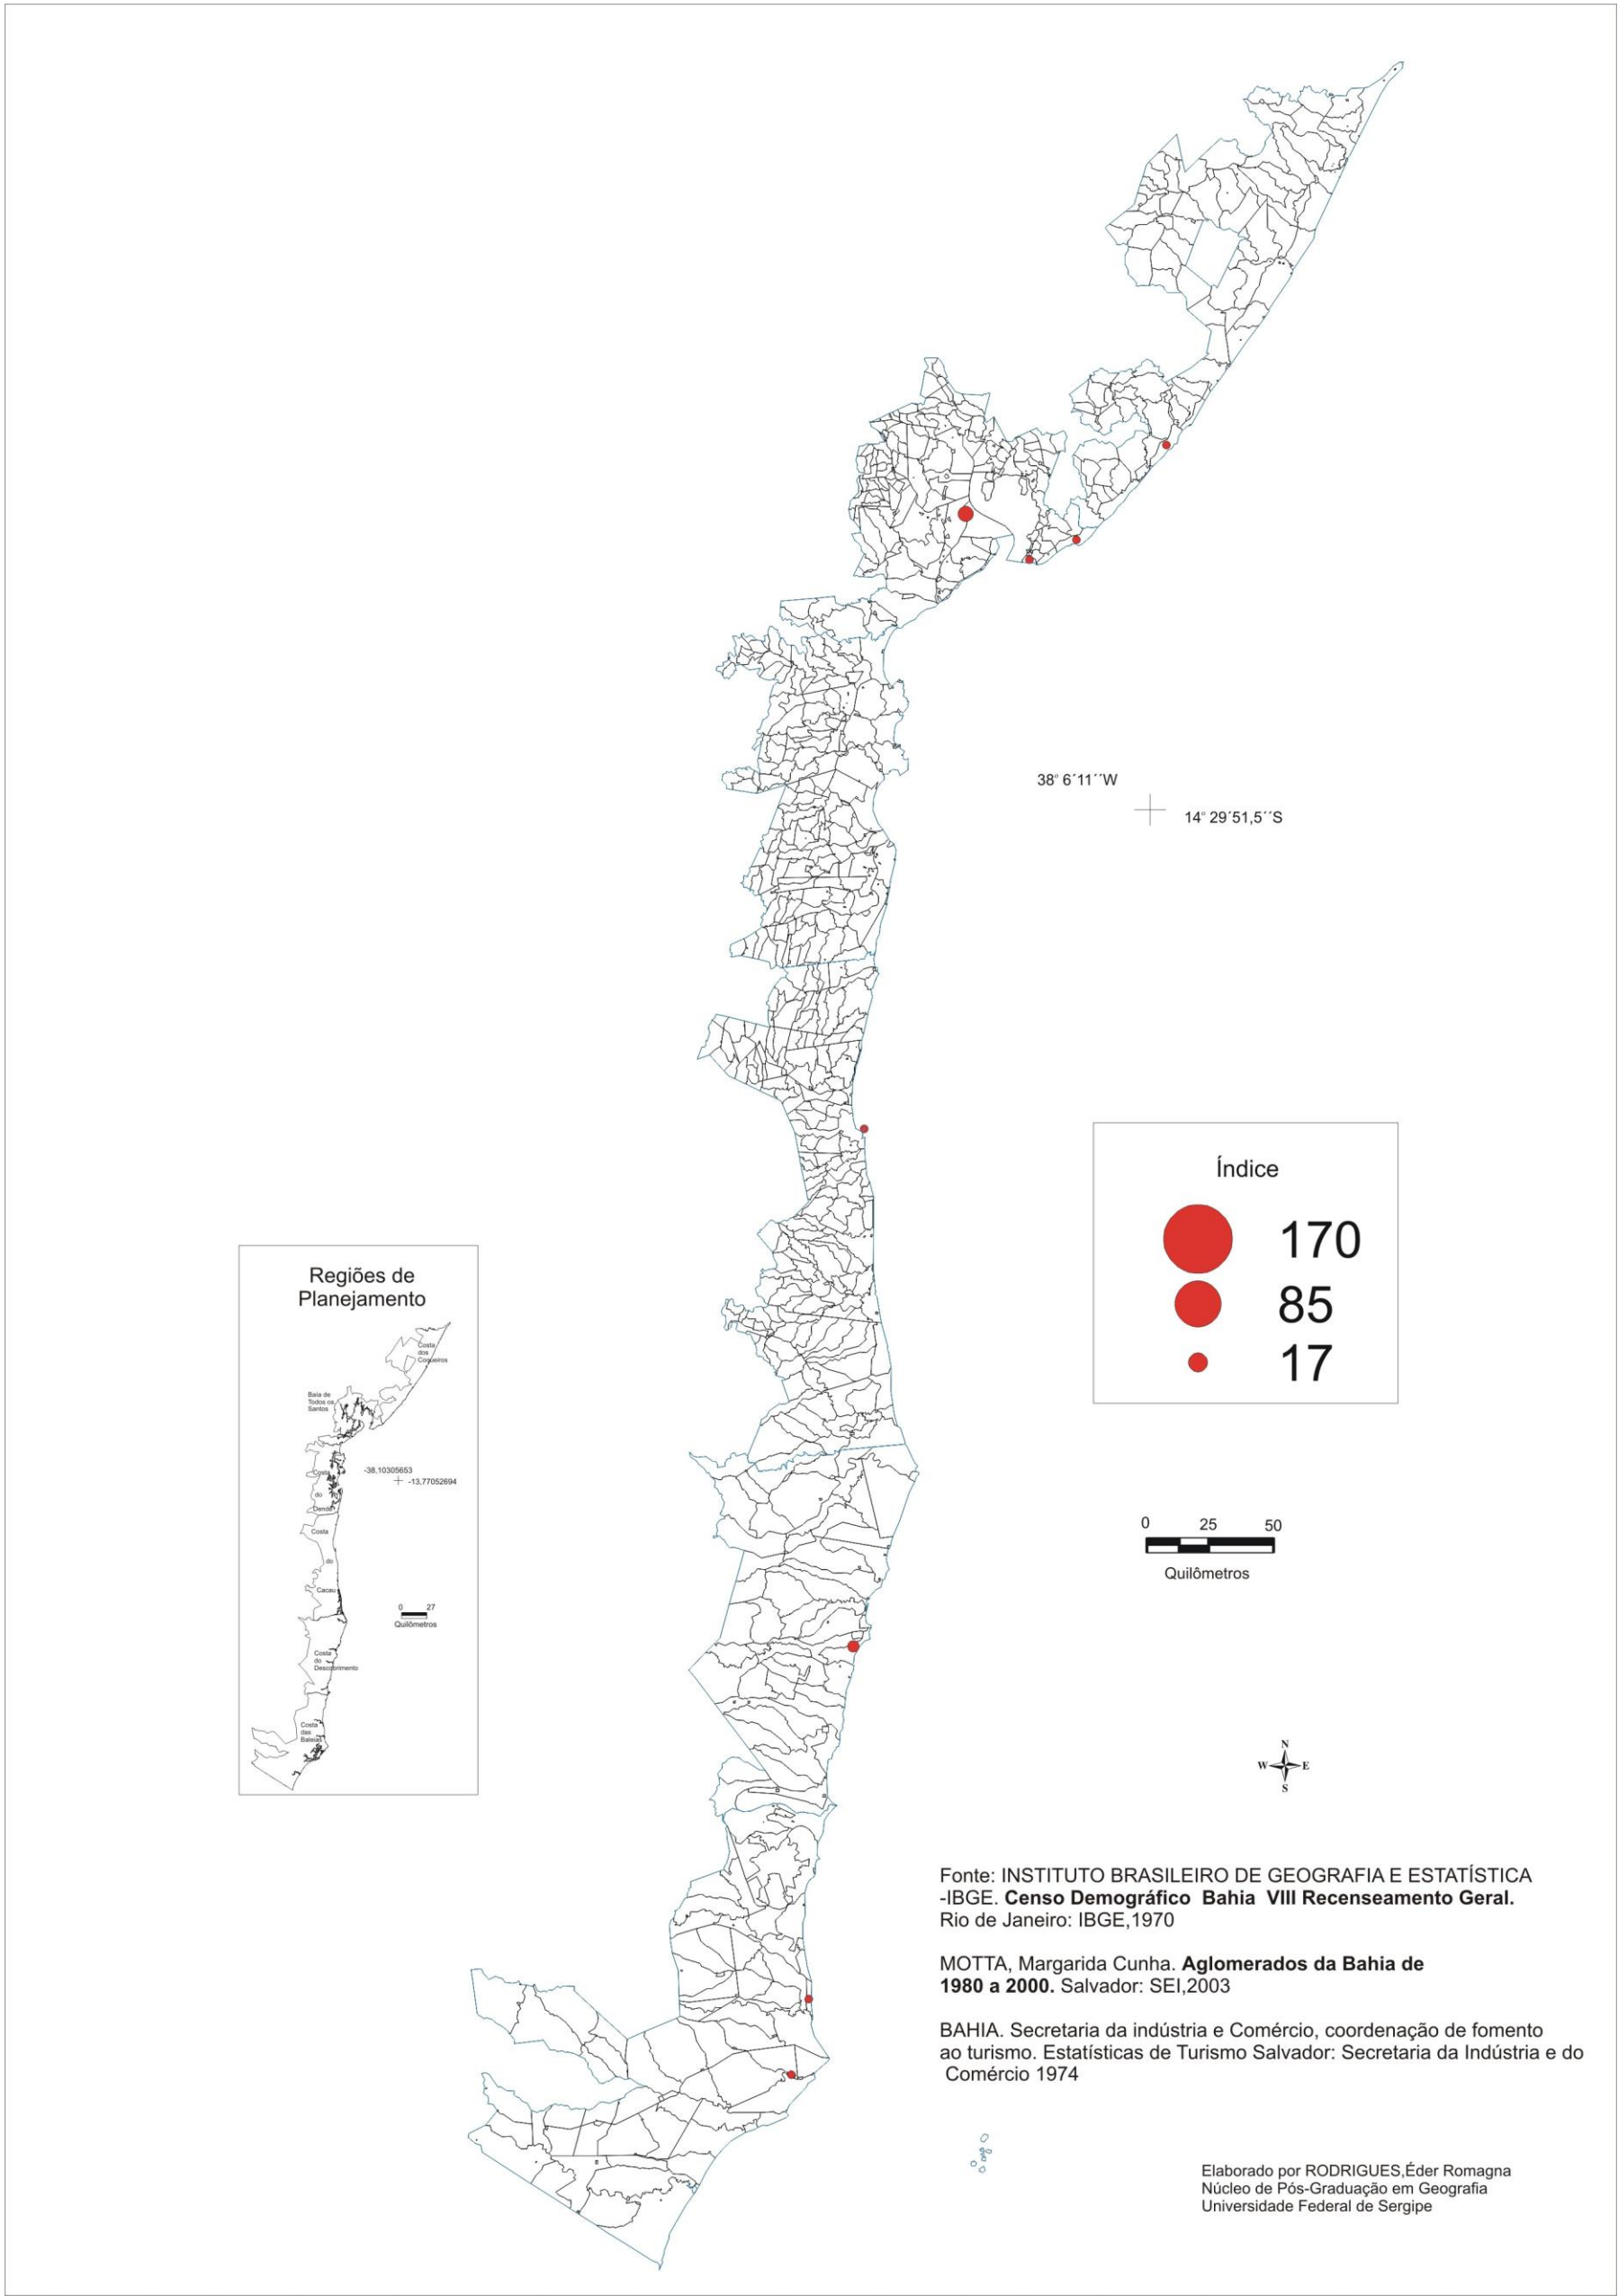 38° 6´11´´W
14° 29´51,5´´S
Índice
170
85
17
Regiões de
Planejamento
Costa
dos
Coqueiros
Baía de
Todos os
Santos
-38,10305653
-13,77052694
Costa
do
Dendê
Costa
do
Cacau
0 27
Quilômetros
Costa
do
Descobrimento
Costa
das
Baleias
0 25 50
Quilômetros
N
W E
S
Fonte: INSTITUTO BRASILEIRO DE GEOGRAFIA E ESTATÍSTICA
-IBGE. Censo Demográfico Bahia VIII Recenseamento Geral.
Rio de Janeiro: IBGE,1970
MOTTA, Margarida Cunha. Aglomerados da Bahia de
1980 a 2000. Salvador: SEI,2003
BAHIA. Secretaria da indústria e Comércio, coordenação de fomento
ao turismo. Estatísticas de Turismo Salvador: Secretaria da Indústria e do
Comércio 1974
Elaborado por RODRIGUES,Éder Romagna
Núcleo de Pós-Graduação em Geografia
Universidade Federal de Sergipe